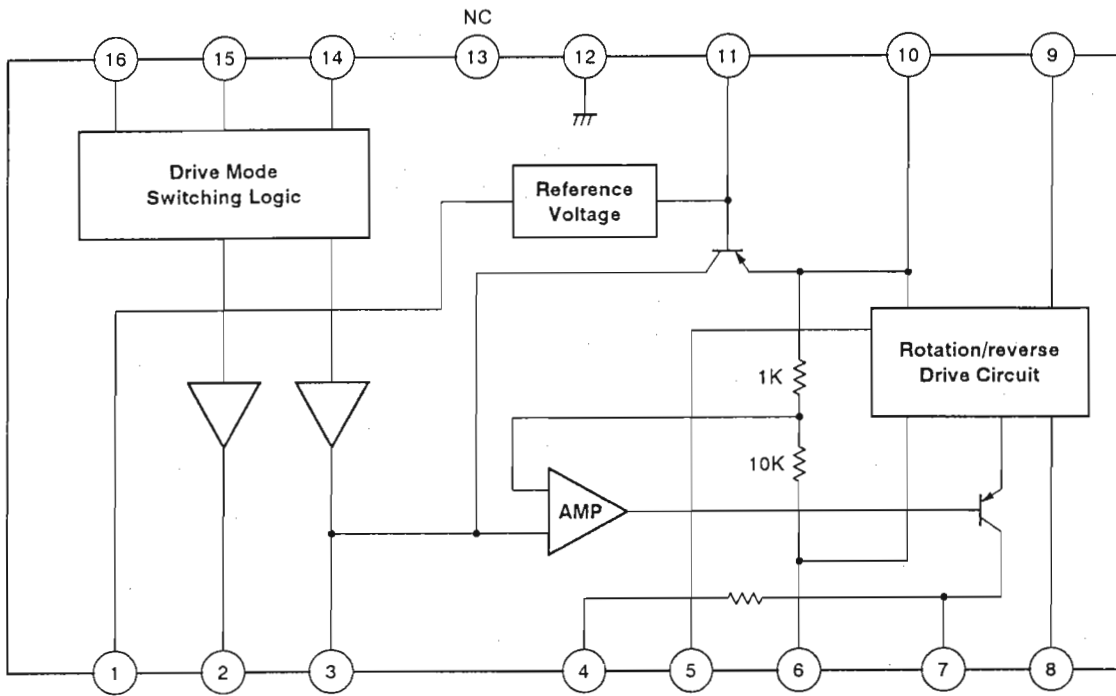 NC
16
15
14
13
12
11
10
9
Drive Mode
Switching Logic
Reference
Voltage
Rotation/reverse
Drive Circuit
1K
10K
AMP
1
2
3
4
5
6
7
8